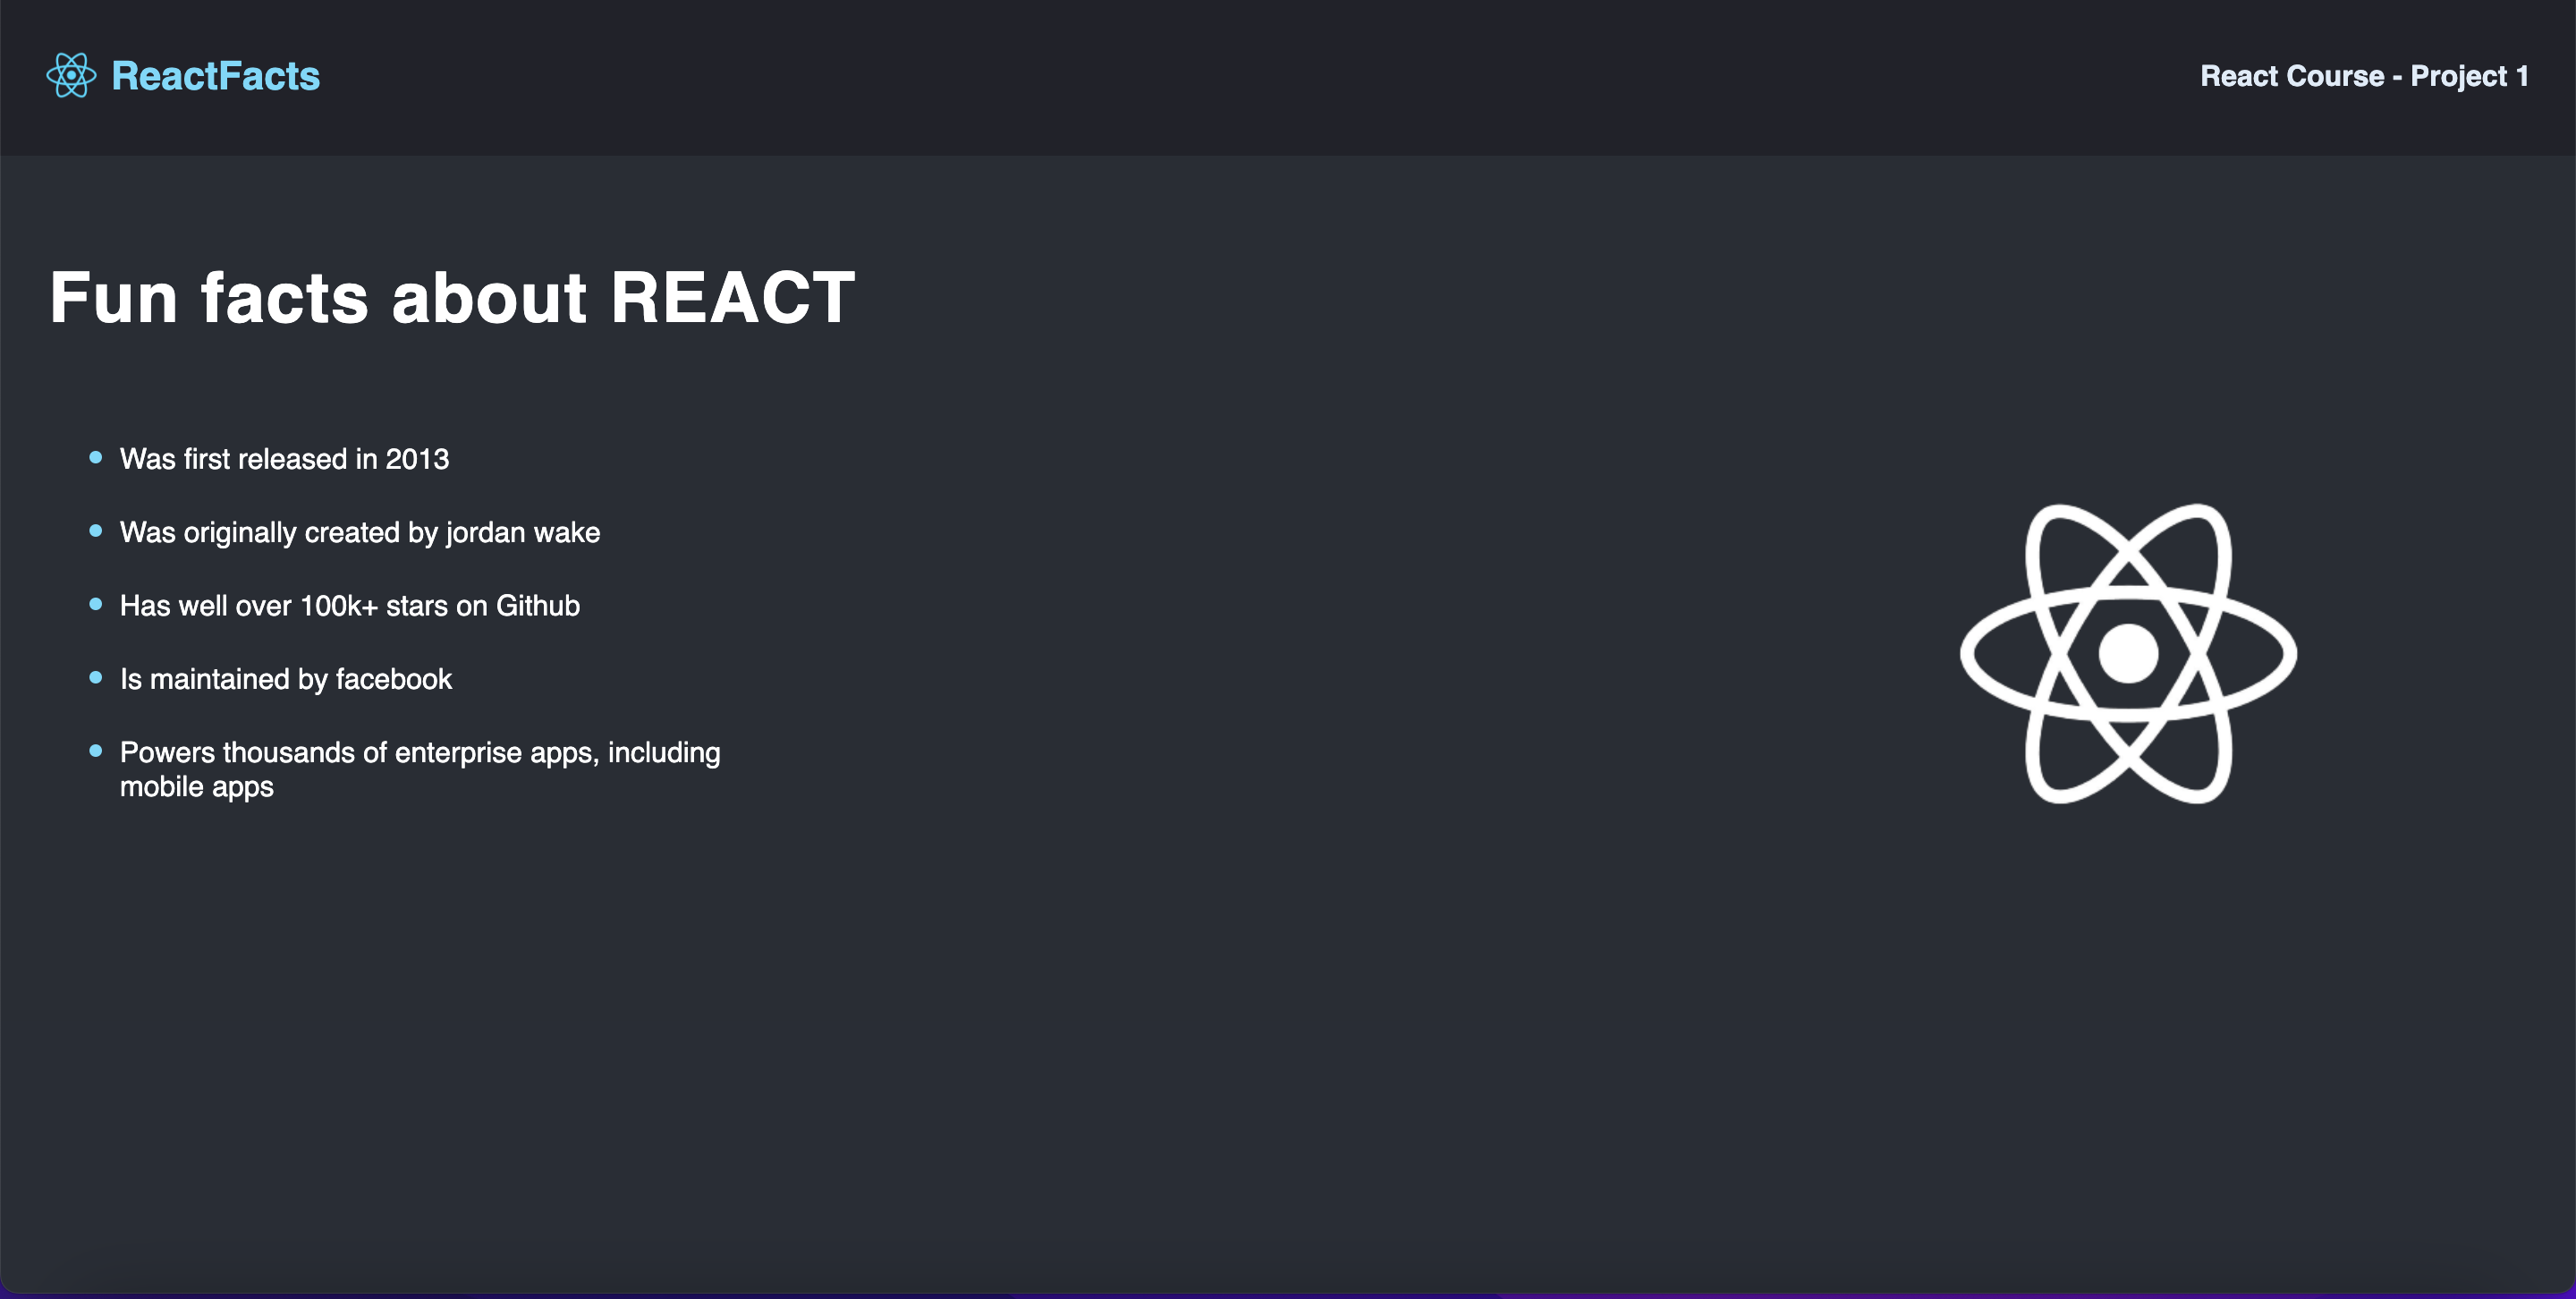 ReactFacts
React Course - Project 1
Fun facts about REACT
Was first released in 2013
Was originally created by jordan wake
Has well over 100k+ stars on Github
Is maintained by facebook
Powers thousands of enterprise apps, including
mobile apps